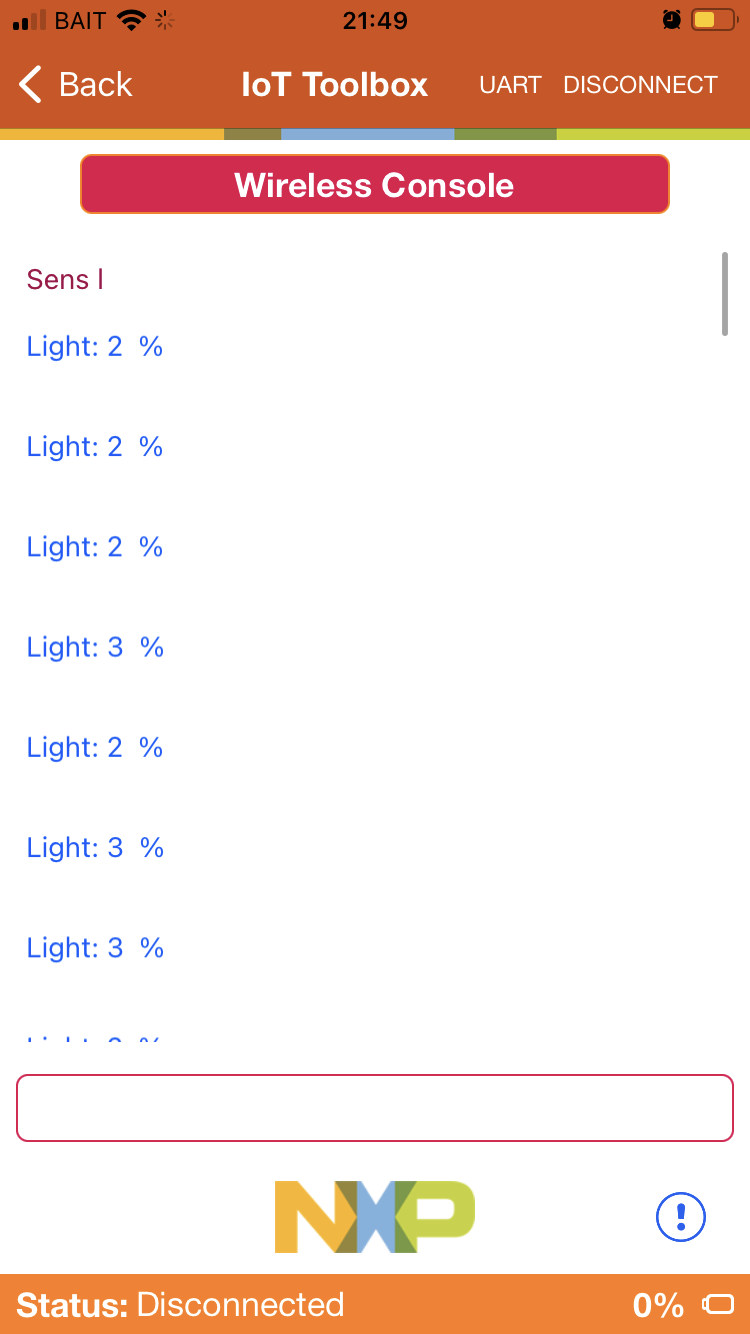 BAIT 21:49
Back IoT Toolbox UART DISCONNECT
Wireless Console
Sens l
Light: 2 %
Light: 2 %
Light: 2 %
Light: 3 %
Light: 2 %
Light: 3 %
Light: 3 %
NXP
Status: Disconnected 0%